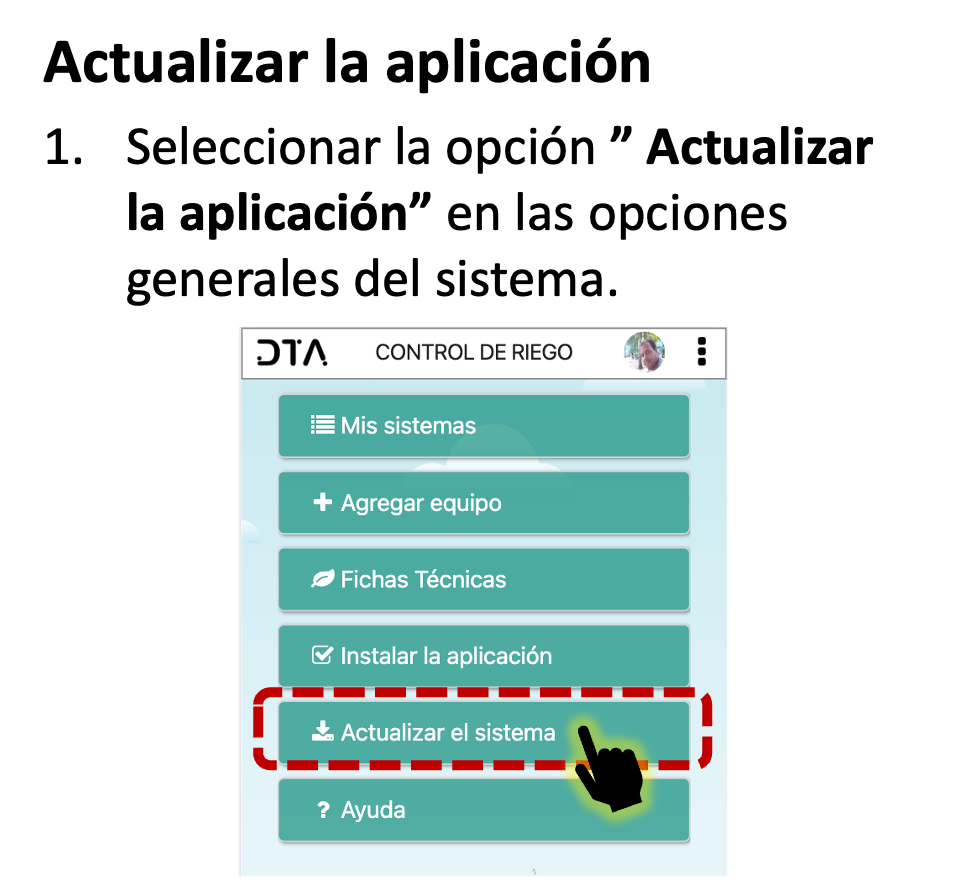 Actualizar la aplicación
1. Seleccionar la opción ” Actualizar
la aplicación” en las opciones
generales del sistema.
DTA CONTROL DE RIEGO
Mis sistemas
Agregar equipo
Fichas Técnicas
Instalar la aplicación
Actualizar el sistema
? Ayuda